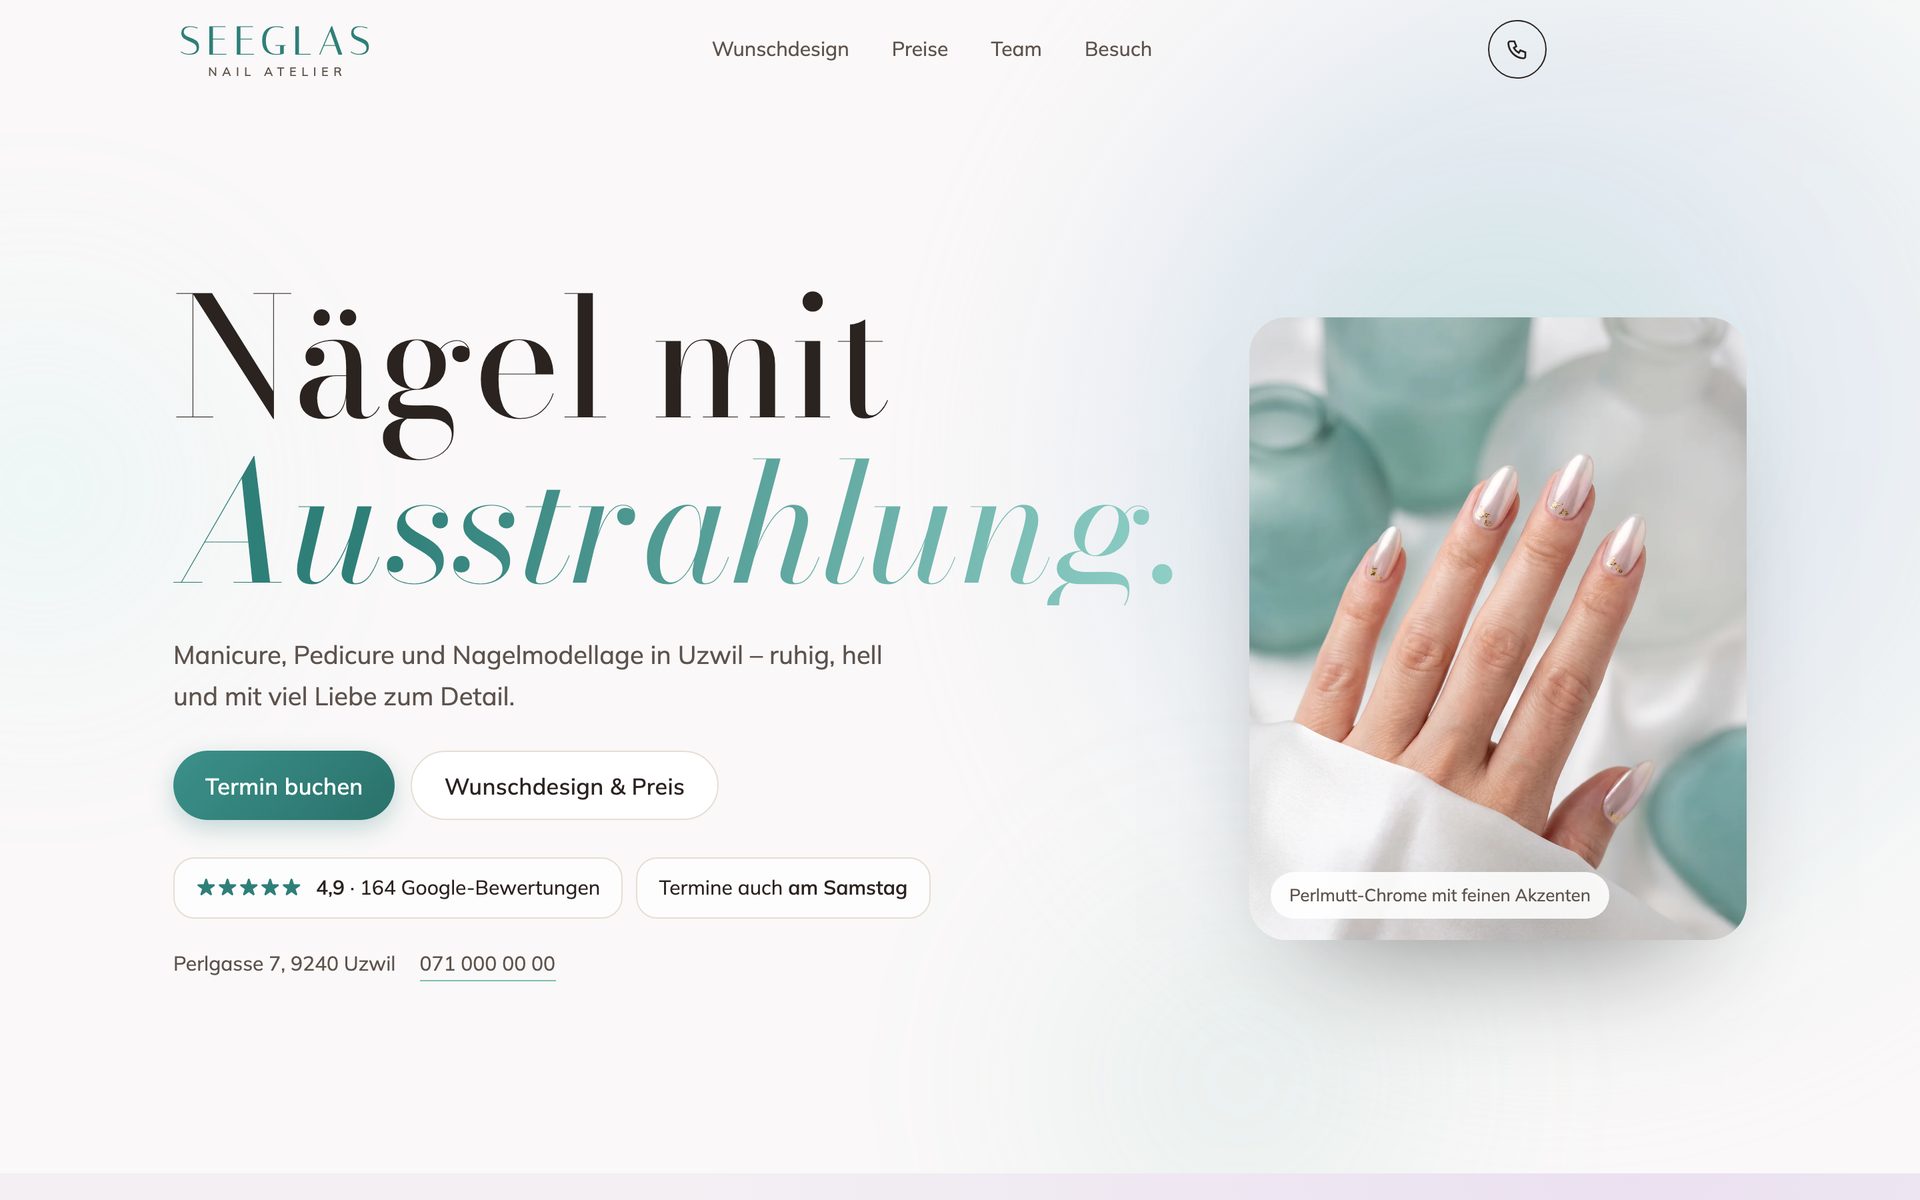 SEEGLAS
NAIL ATELIER
Wunschdesign
Preise
Team
Besuch
Nägel mit
Ausstrahlung.
Manicure, Pedicure und Nagelmodellage in Uzwil – ruhig, hell
und mit viel Liebe zum Detail.
Termin buchen
Wunschdesign & Preis
★★★★★ 4,9 · 164 Google-Bewertungen
Termine auch am Samstag
Perlgasse 7, 9240 Uzwil
071 000 00 00
Perlmutt-Chrome mit feinen Akzenten